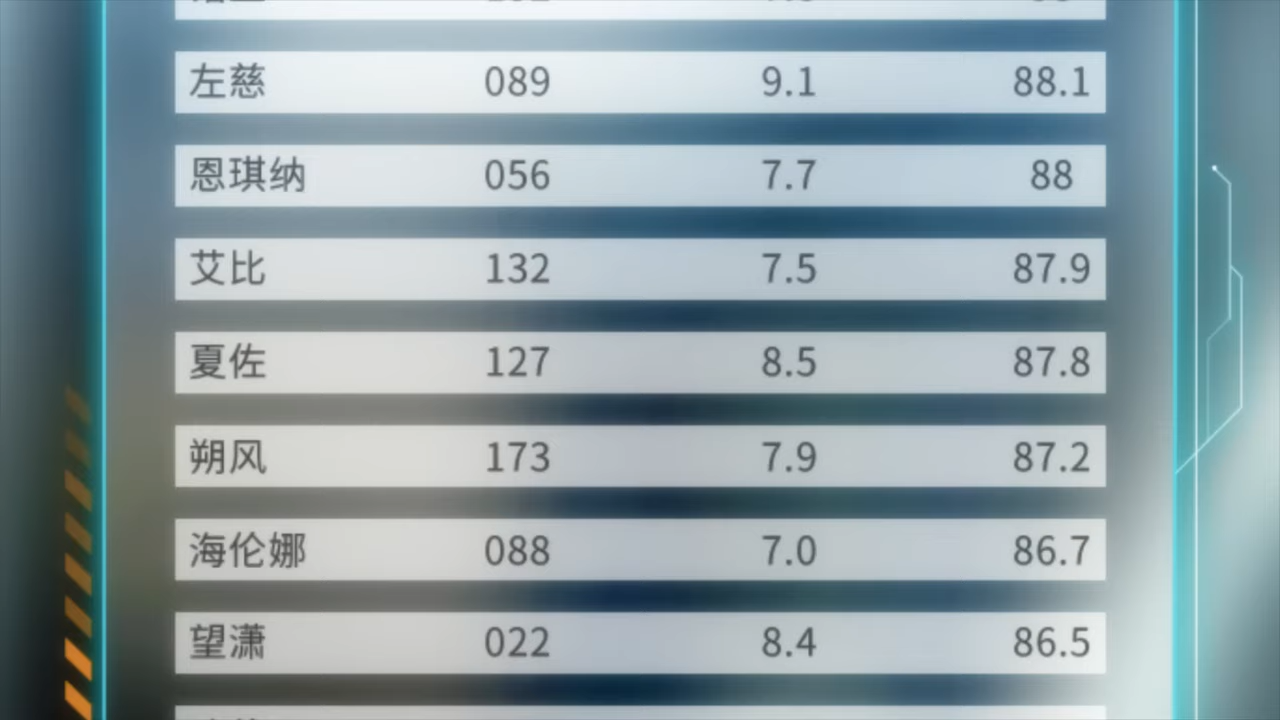 左慈 089 9.1 88.1
恩琪纳 056 7.7 88
艾比 132 7.5 87.9
夏佐 127 8.5 87.8
朔风 173 7.9 87.2
海伦娜 088 7.0 86.7
望潇 022 8.4 86.5